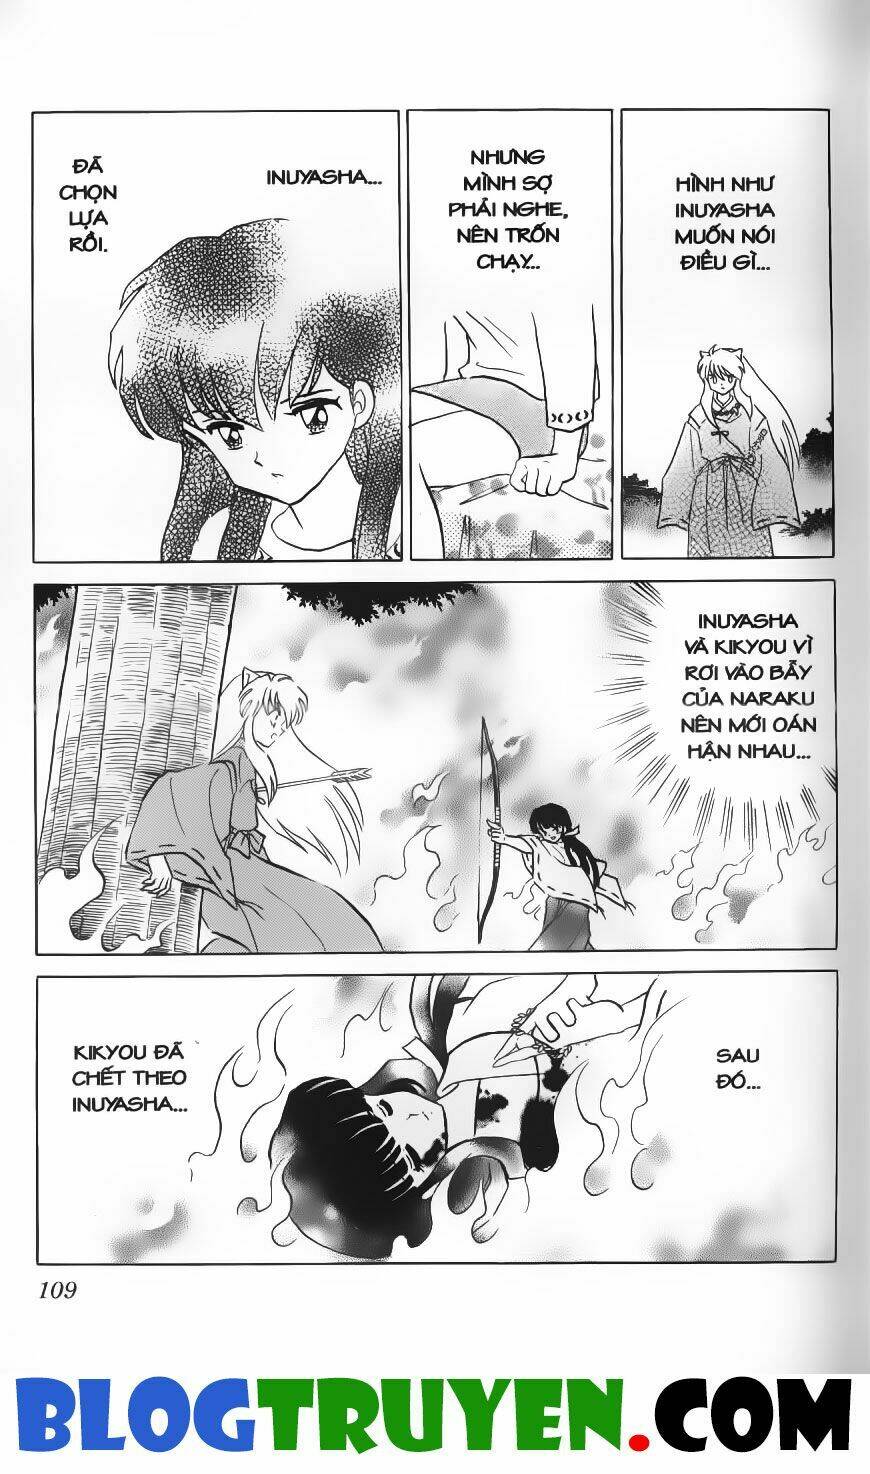 HÌNH NHƯ
INUYASHA
MUỐN NÓI
ĐIỀU GÌ...
NHƯNG
MÌNH SỢ
PHẢI NGHE,
NÊN TRỐN
CHẠY...
INUYASHA...
ĐÃ
CHỌN
LỰA
RỒI.
INUYASHA
VÀ KIKYOU VÌ
RƠI VÀO BẪY
CỦA NARAKU
NÊN MỚI OÁN
HẬN NHAU...
SAU
ĐÓ...
KIKYOU ĐÃ
CHẾT THEO
INUYASHA...
109
BLOGTRUYEN.COM